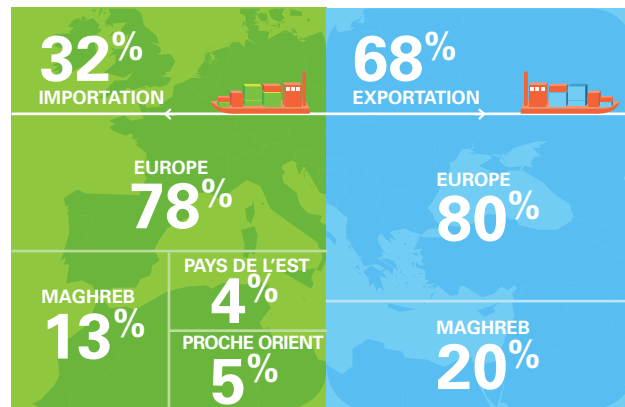 32%
IMPORTATION
68%
EXPORTATION
EUROPE
78%
MAGHREB
13%
PAYS DE L'EST
4%
PROCHE ORIENT
5%
EUROPE
80%
MAGHREB
20%